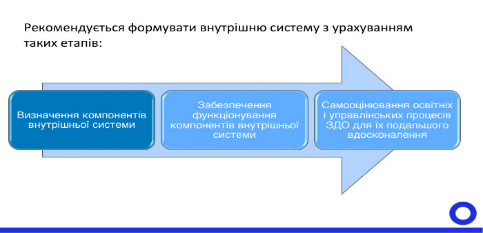 Рекомендується формувати внутрішню систему з урахуванням
таких етапів:
Визначення компонентів
внутрішньої системи
Забезпечення
функціонування
компонентів внутрішньої
системи
Самооцінювання освітніх
і управлінських процесів
ЗДО для їх подальшого
вдосконалення